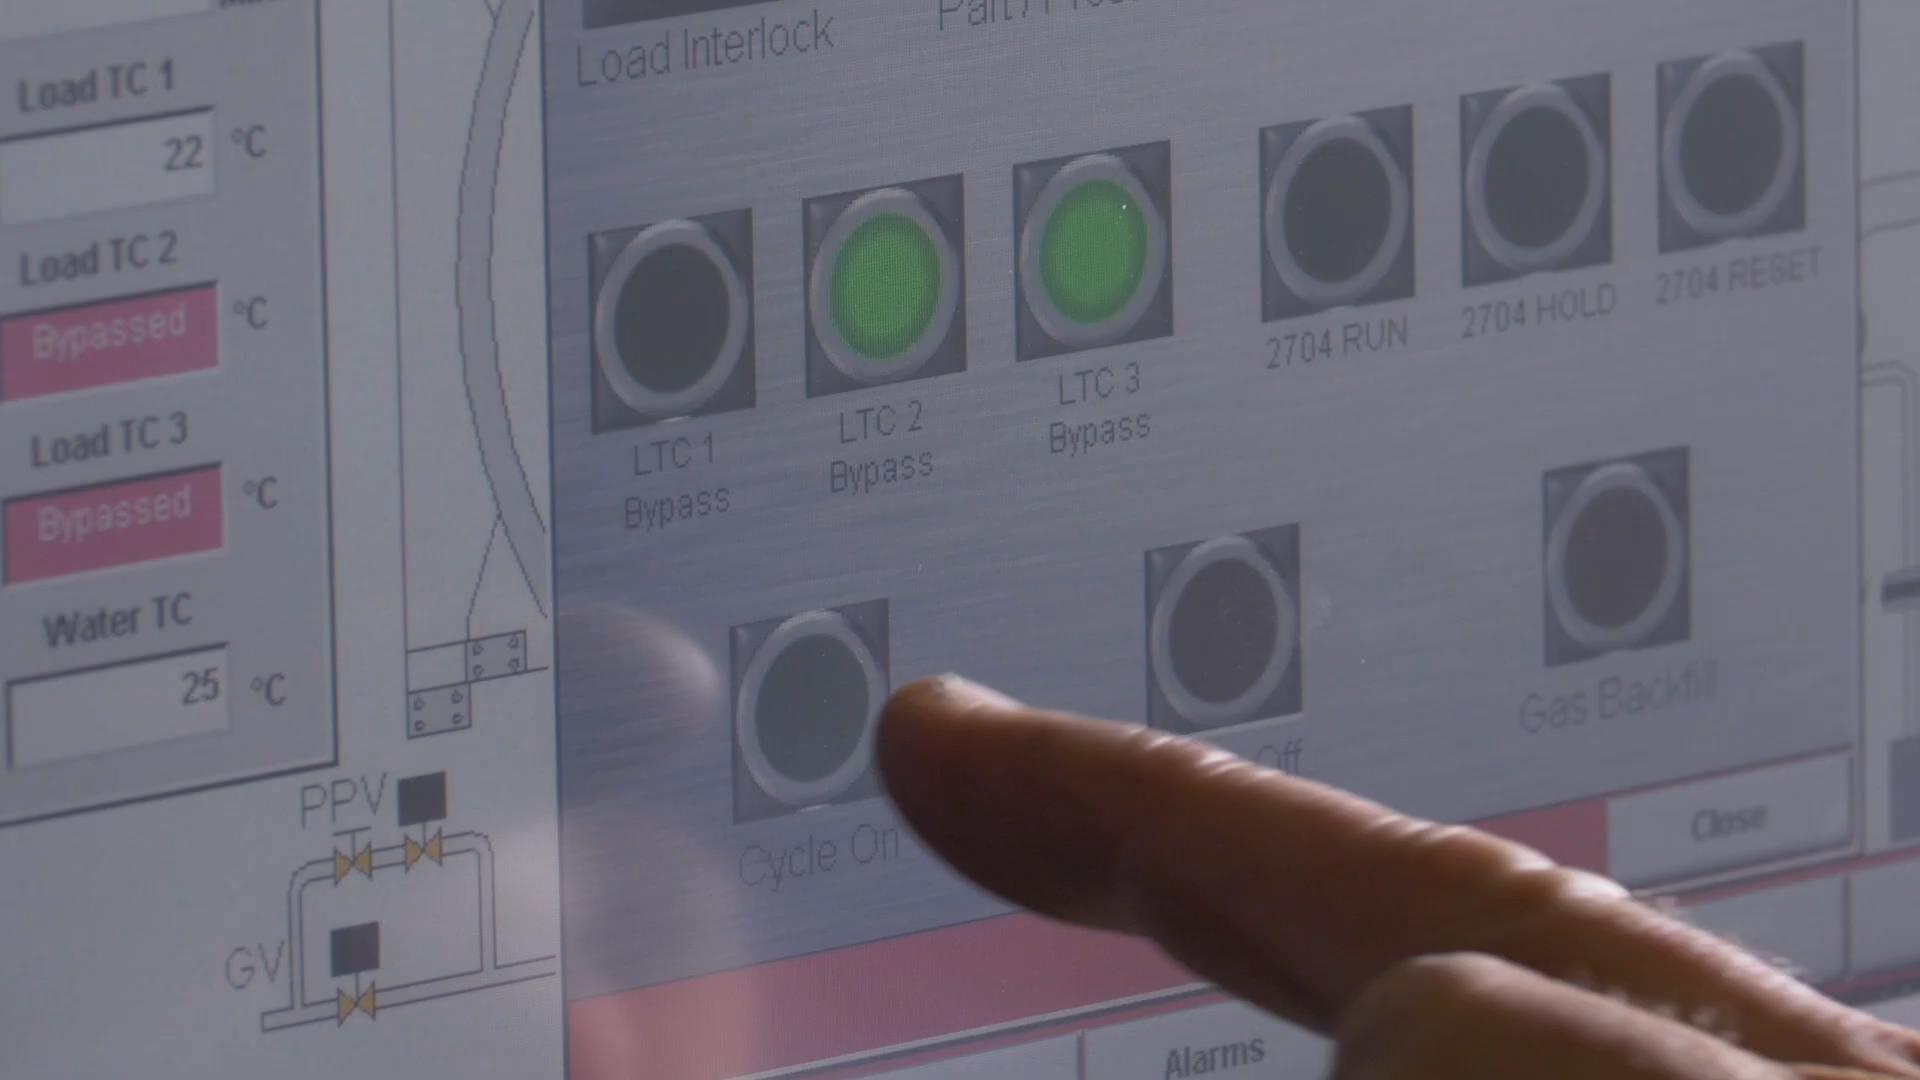 Load TC 1
22 °C
Load TC 2
Bypassed °C
Load TC 3
Bypassed °C
Water TC
25 °C
PPV
GV
Load Interlock
LTC 1
Bypass
LTC 2
Bypass
LTC 3
Bypass
2704 RUN
2704 HOLD
2704 RESET
Cycle On
Off
Gas Backfill
Close
Alarms